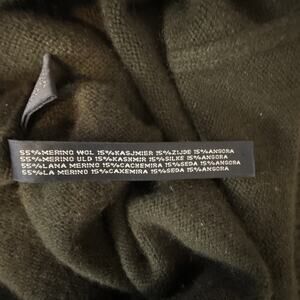 55%MERINO WOL 15%KASJMIER 15%ZIJDE 15%ANGORA
55%MERINO ULD 15%KASHMIR 15%SILKE 15%ANGORA
55%LANA MERINO 15%CACHEMIRA 15%SEDA 15%ANGORA
55%LA MERINO 15%CAXEMIRA 15%SEDA 15%ANGORA